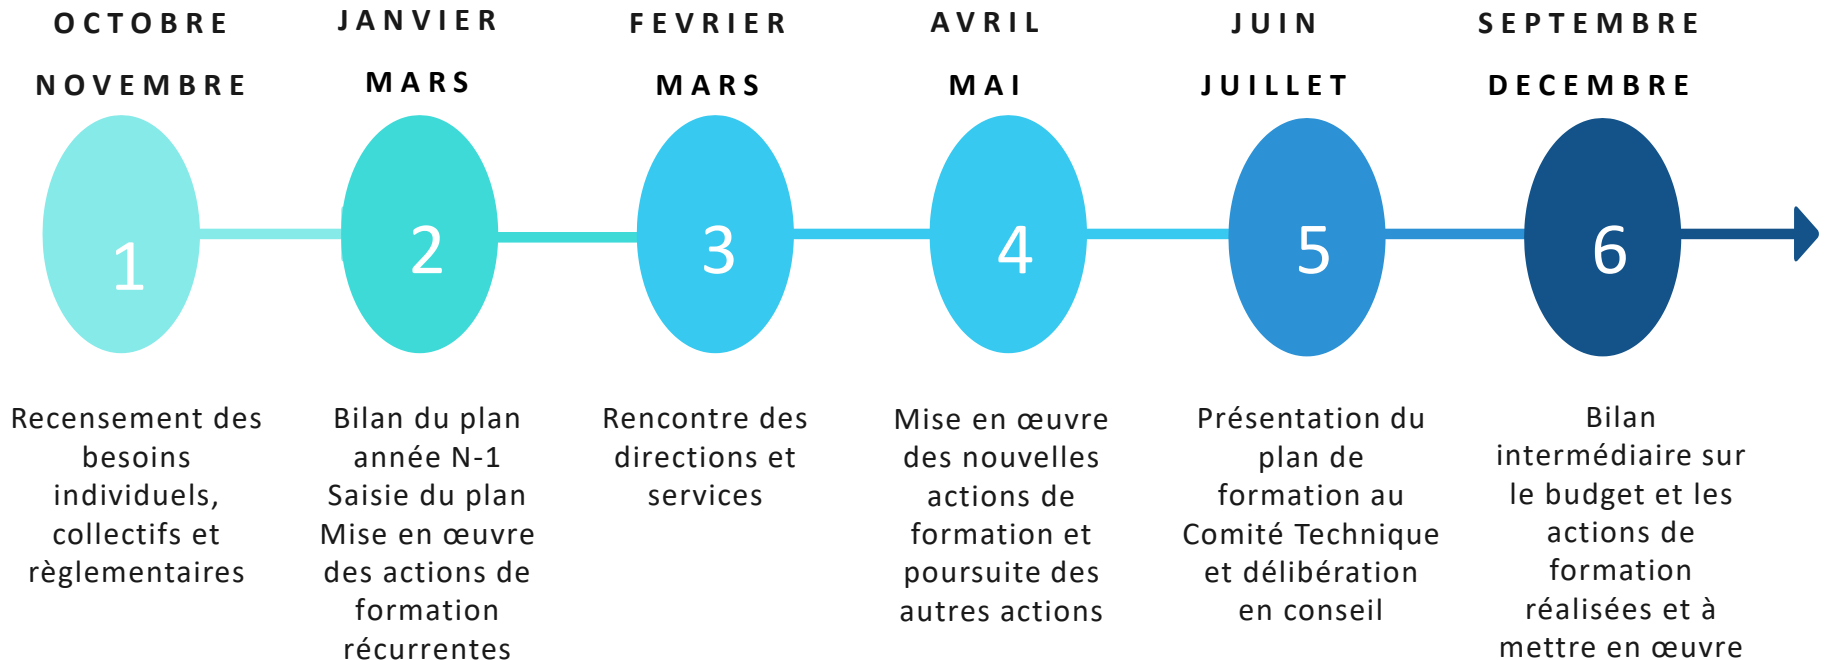 OCTOBRE
NOVEMBRE
1
Recensement des
besoins
individuels,
collectifs et
règlementaires
JANVIER
MARS
2
Bilan du plan
année N-1
Saisie du plan
Mise en œuvre
des actions de
formation
récurrentes
FEVRIER
MARS
3
Rencontre des
directions et
services
AVRIL
MAI
4
Mise en œuvre
des nouvelles
actions de
formation et
poursuite des
autres actions
JUIN
JUILLET
5
Présentation du
plan de
formation au
Comité Technique
et délibération
en conseil
SEPTEMBRE
DECEMBRE
6
Bilan
intermédiaire sur
le budget et les
actions de
formation
réalisées et à
mettre en œuvre